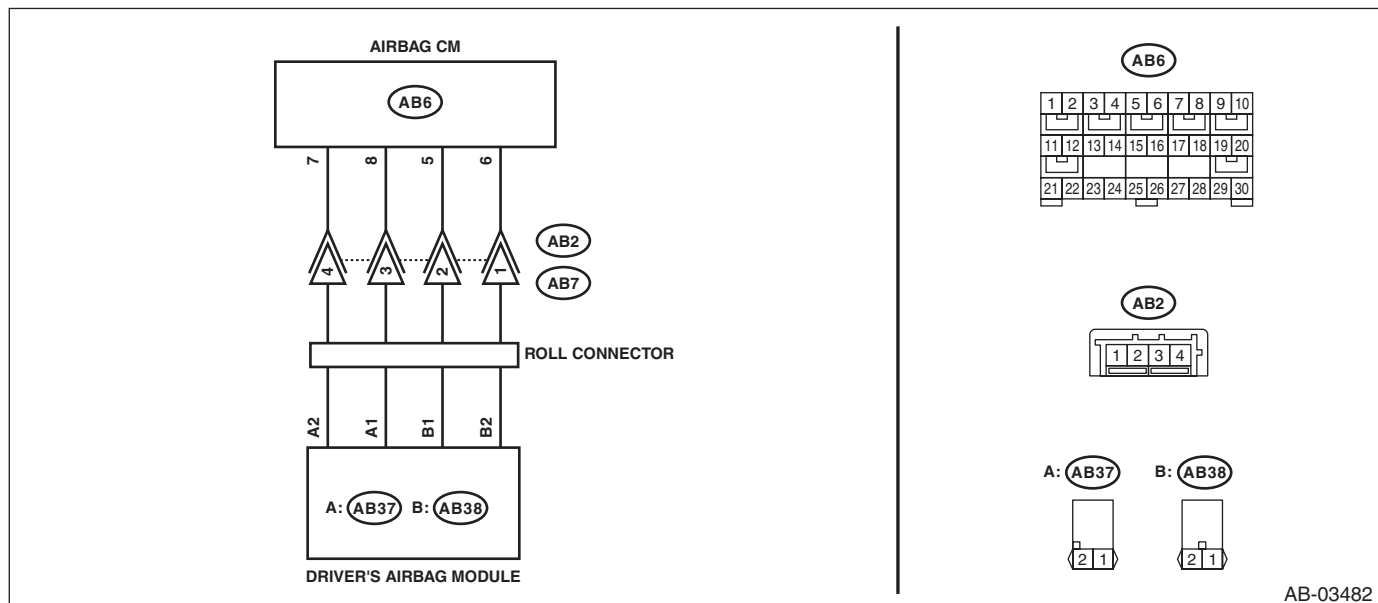 AIRBAG CM
AB6
7 8 5 6
4 3 2 1
AB2
AB7
ROLL CONNECTOR
A2 A1 B1 B2
A: AB37 B: AB38
DRIVER'S AIRBAG MODULE
AB6
1 2 3 4 5 6 7 8 9 10
11 12 13 14 15 16 17 18 19 20
21 22 23 24 25 26 27 28 29 30
AB2
1 2 3 4
A: AB37 B: AB38
2 1 2 1
AB-03482